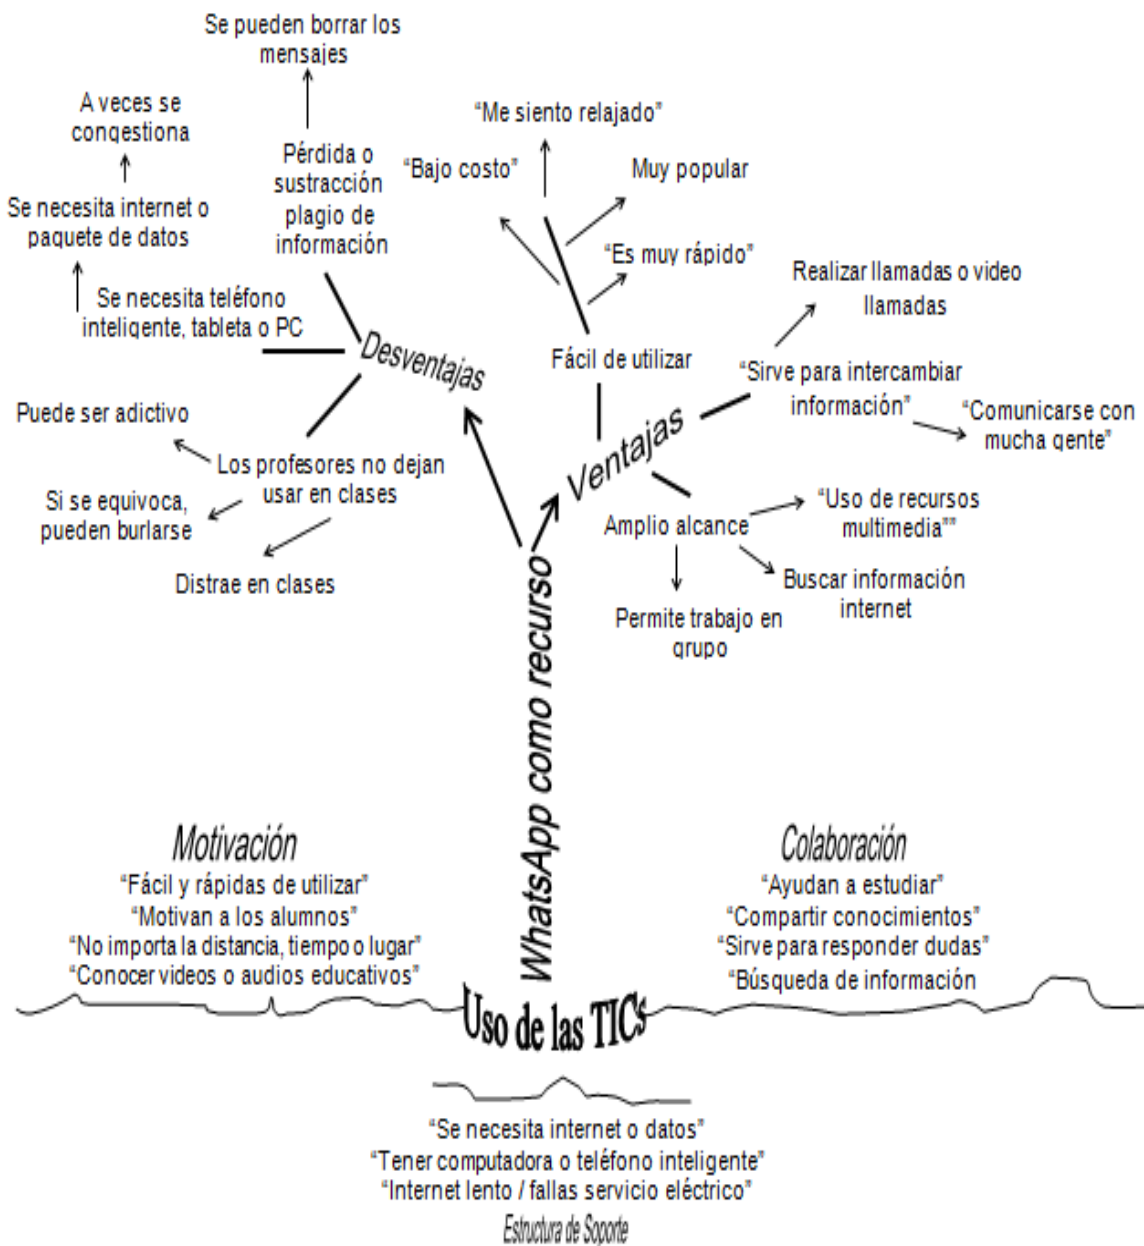 Se pueden borrar los
mensajes
A veces se
congestiona
Pérdida o
sustracción
plagio de
información
Se necesita internet o
paquete de datos
Se necesita teléfono
inteligente, tableta o PC
Desventajas
Puede ser adictivo
Los profesores no dejan
usar en clases
Si se equivoca,
pueden burlarse
Distrae en clases
“Me siento relajado”
“Bajo costo”
Muy popular
“Es muy rápido”
Fácil de utilizar
Realizar llamadas o video
llamadas
“Sirve para intercambiar
información”
“Comunicarse con
mucha gente”
Ventajas
Amplio alcance
“Uso de recursos
multimedia””
Buscar información
internet
Permite trabajo en
grupo
WhatsApp como recurso
Motivación
“Fácil y rápidas de utilizar”
“Motivan a los alumnos”
“No importa la distancia, tiempo o lugar”
“Conocer videos o audios educativos”
Colaboración
“Ayudan a estudiar”
“Compartir conocimientos”
“Sirve para responder dudas”
“Búsqueda de información
Uso de las TICs
“Se necesita internet o datos”
“Tener computadora o teléfono inteligente”
“Internet lento / fallas servicio eléctrico”
Estructura de Soporte